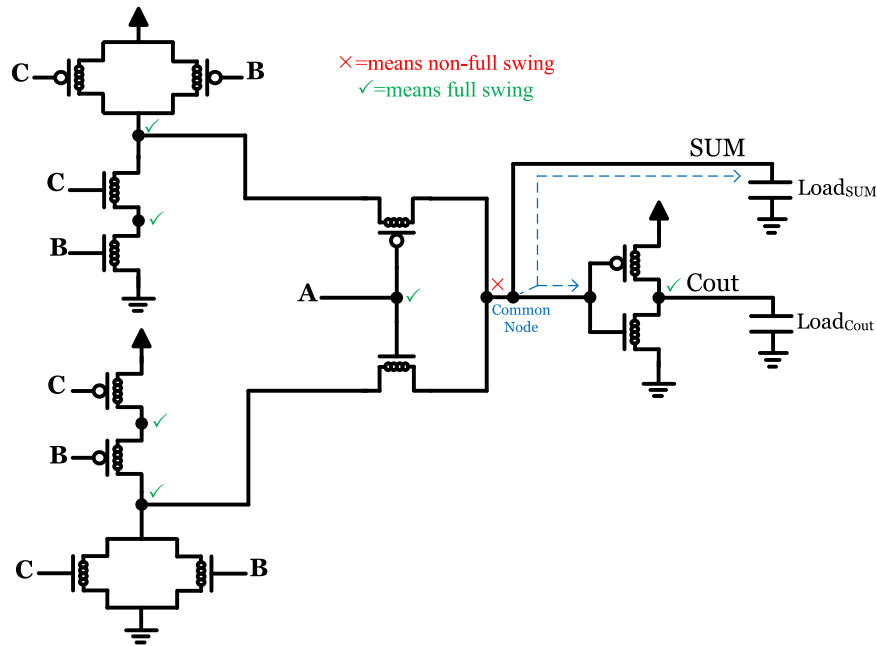 C
B
×=means non-full swing
✓=means full swing
✓
SUM
C
LoadSUM
✓
B
A
✓
×
✓
Cout
Common
Node
LoadCout
C
✓
B
✓
C
B